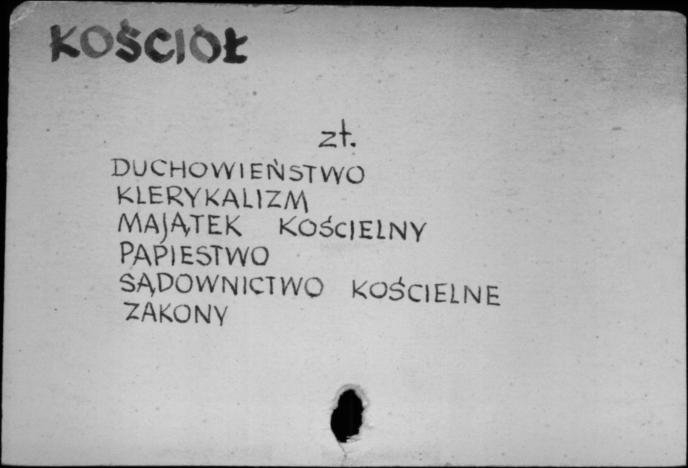 KOŚCIÓŁ
zł.
DUCHOWIEŃSTWO
KLERYKALIZM
MAJĄTEK KOŚCIELNY
PAPIESTWO
SĄDOWNICTWO KOŚCIELNE
ZAKONY